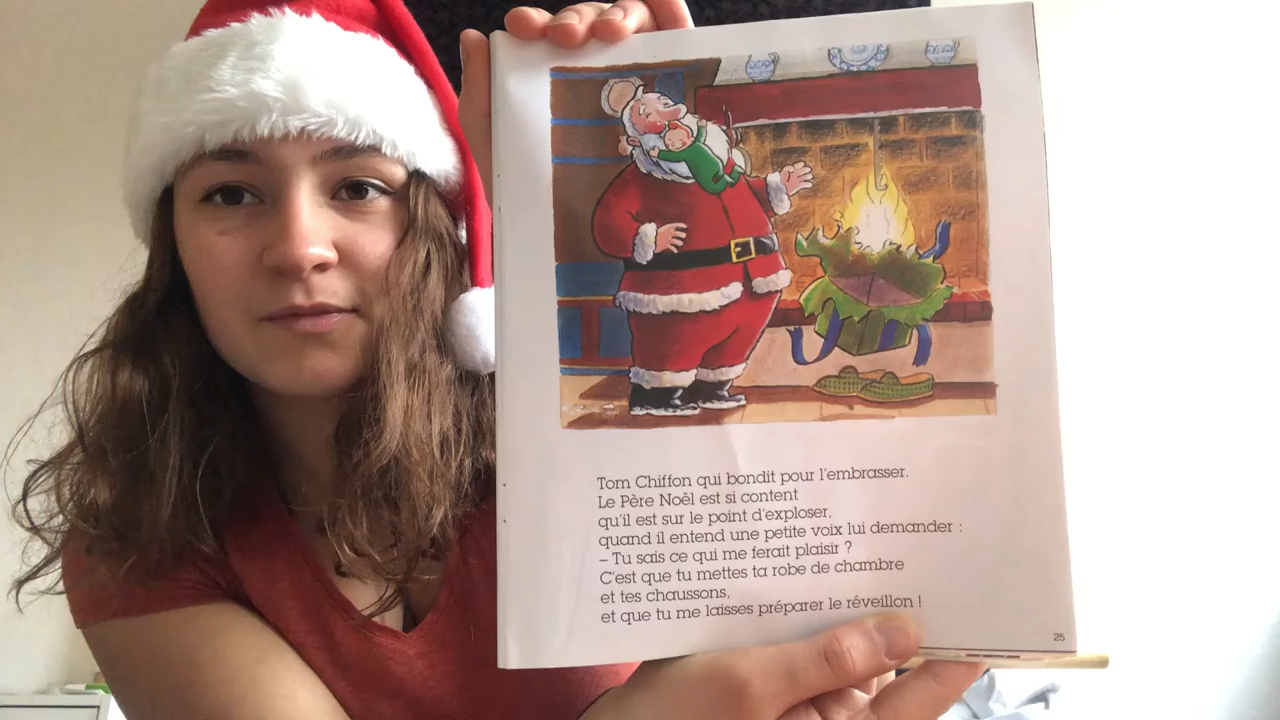 Tom Chiffon qui bondit pour l'embrasser.
Le Père Noël est si content
qu'il est sur le point d'exploser,
quand il entend une petite voix lui demander :
– Tu sais ce qui me ferait plaisir ?
C'est que tu mettes ta robe de chambre
et tes chaussons,
et que tu me laisses préparer le réveillon !
25